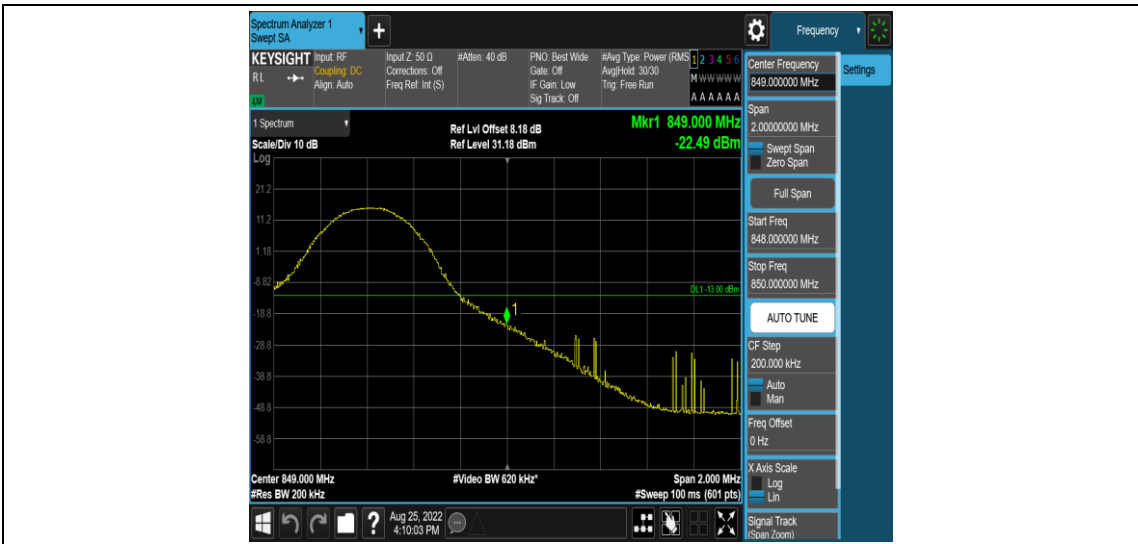 Spectrum Analyzer 1
Swept SA
+
Frequency
KEYSIGHT
RL
LXI
Input: RF
Coupling: DC
Align: Auto
Input Z: 50 Ω
Corrections: Off
Freq Ref: Int (S)
#Atten: 40 dB
PNO: Best Wide
Gate: Off
IF Gain: Low
Sig Track: Off
#Avg Type: Power (RMS
Avg|Hold: 30/30
Trig: Free Run
1 2 3 4 5 6
M W W W W W
A A A A A A
1 Spectrum
Scale/Div 10 dB
Log
Ref Lvl Offset 8.18 dB
Ref Level 31.18 dBm
Mkr1 849.000 MHz
-22.49 dBm
21.2
11.2
1.18
-8.82
DL1 -13.00 dBm
1
-18.8
-28.8
-38.8
-48.8
-58.8
Center 849.000 MHz
#Video BW 620 kHz*
Span 2.000 MHz
#Res BW 200 kHz
#Sweep 100 ms (601 pts)
Center Frequency
849.000000 MHz
Settings
Span
2.00000000 MHz
Swept Span
Zero Span
Full Span
Start Freq
848.000000 MHz
Stop Freq
850.000000 MHz
AUTO TUNE
CF Step
200.000 kHz
Auto
Man
Freq Offset
0 Hz
X Axis Scale
Log
Lin
Signal Track
(Span Zoom)
?
Aug 25, 2022
4:10:03 PM